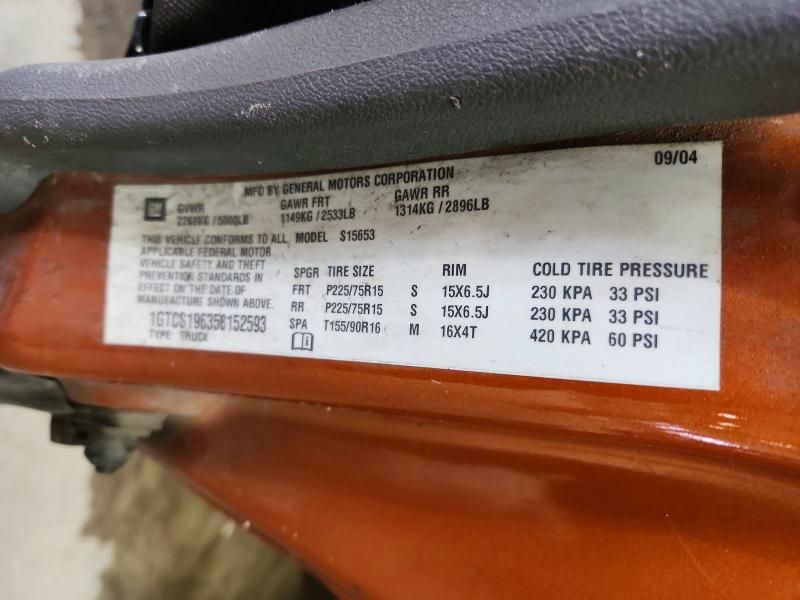 09/04
MFD BY GENERAL MOTORS CORPORATION
GM GVWR GAWR FRT GAWR RR
2268KG / 5000LB 1149KG / 2533LB 1314KG / 2896LB
THIS VEHICLE CONFORMS TO ALL MODEL S15653
APPLICABLE FEDERAL MOTOR
VEHICLE SAFETY AND THEFT
PREVENTION STANDARDS IN
EFFECT ON THE DATE OF
MANUFACTURE SHOWN ABOVE.
1GTCS196358152593
TYPE: TRUCK
SPGR TIRE SIZE RIM COLD TIRE PRESSURE
FRT P225/75R15 S 15X6.5J 230 KPA 33 PSI
RR P225/75R15 S 15X6.5J 230 KPA 33 PSI
SPA T155/90R16 M 16X4T 420 KPA 60 PSI